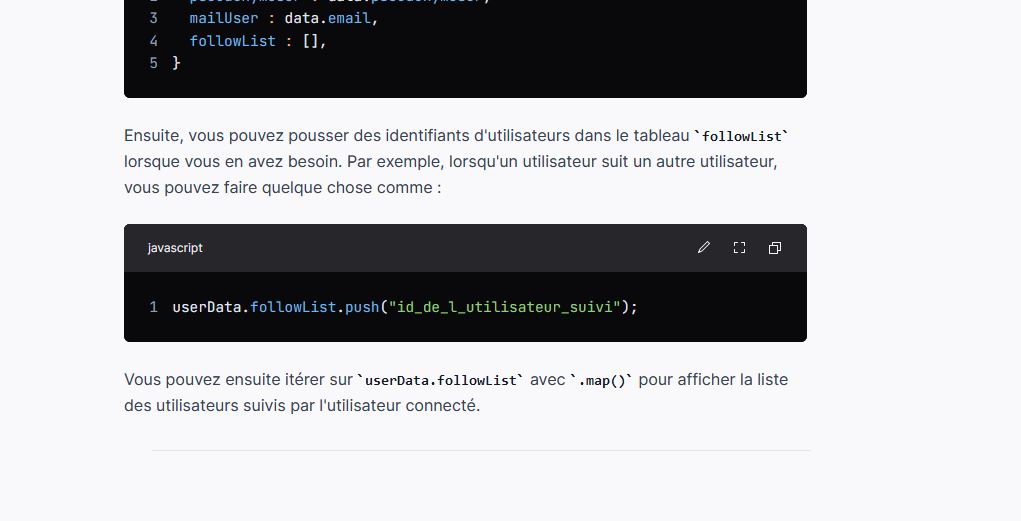 3 mailUser : data.email,
4 followList : [],
5 }
Ensuite, vous pouvez pousser des identifiants d'utilisateurs dans le tableau `followList`
lorsque vous en avez besoin. Par exemple, lorsqu'un utilisateur suit un autre utilisateur,
vous pouvez faire quelque chose comme :
javascript
1 userData.followList.push("id_de_l_utilisateur_suivi");
Vous pouvez ensuite itérer sur `userData.followList` avec `.map()` pour afficher la liste
des utilisateurs suivis par l'utilisateur connecté.